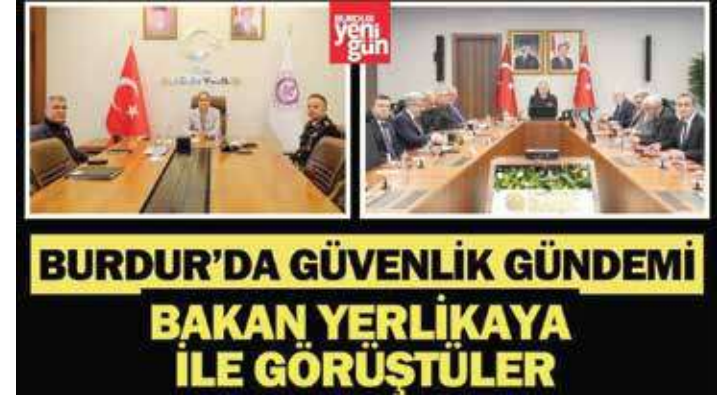 BURDUR
yeni
gün
BURDUR'DA GÜVENLİK GÜNDEMİ
BAKAN YERLİKAYA
İLE GÖRÜŞTÜLER